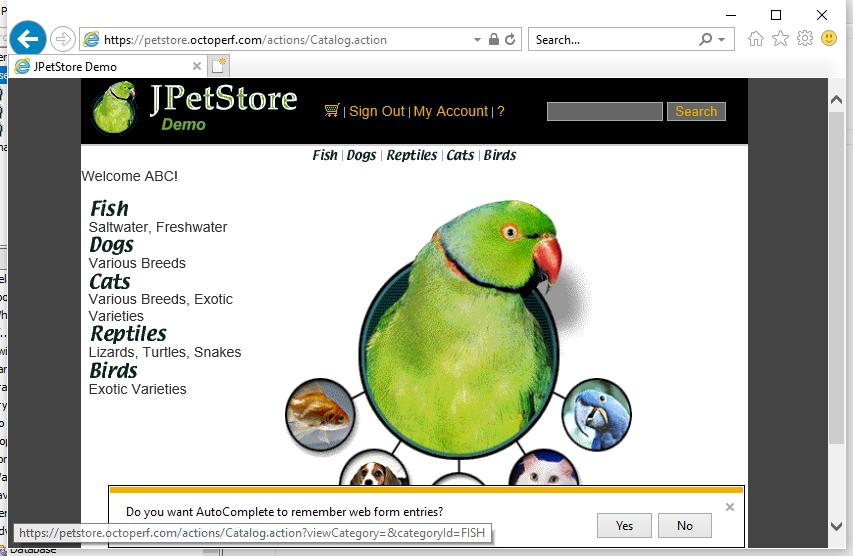 https://petstore.octoperf.com/actions/Catalog.action
Search...
JPetStore Demo
JPetStore
Demo
| Sign Out | My Account | ?
Search
Fish | Dogs | Reptiles | Cats | Birds
Welcome ABC!
Fish
Saltwater, Freshwater
Dogs
Various Breeds
Cats
Various Breeds, Exotic
Varieties
Reptiles
Lizards, Turtles, Snakes
Birds
Exotic Varieties
Do you want AutoComplete to remember web form entries?
Yes
No
https://petstore.octoperf.com/actions/Catalog.action?viewCategory=&categoryId=FISH
Database